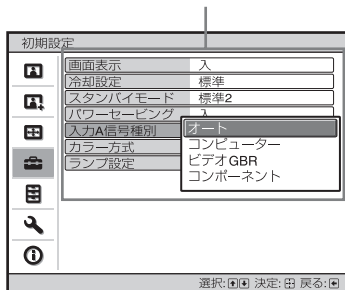 初期設定
画面表示 入
冷却設定 標準
スタンバイモード 標準2
パワーセービング 入
入力A信号種別 オート
カラー方式 コンピューター
ランプ設定 ビデオGBR
コンポーネント
選択: 決定: 戻る: